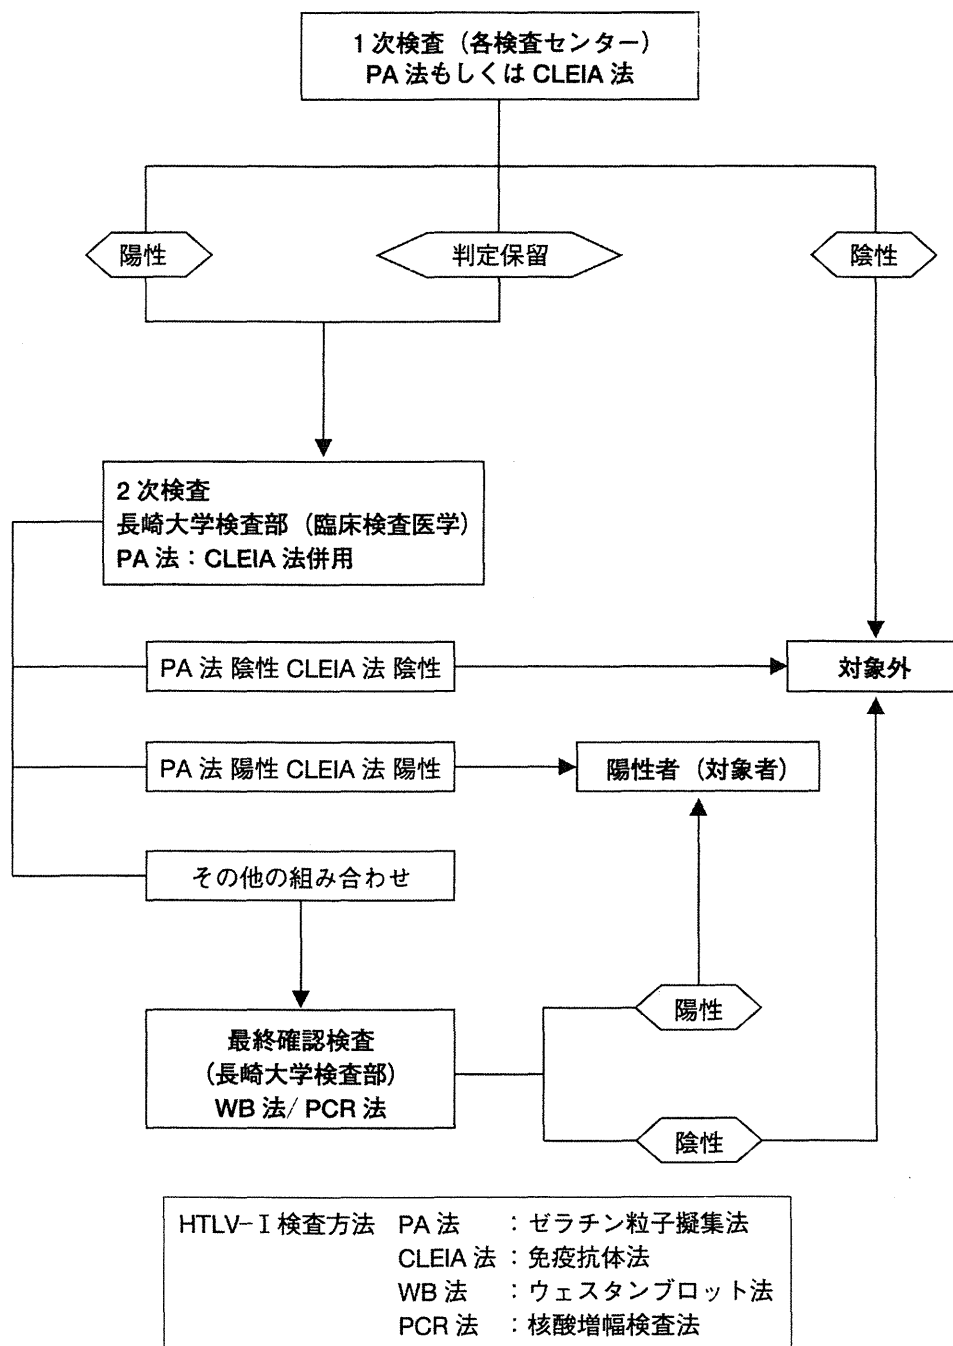 1次検査（各検査センター）
PA法もしくはCLEIA法
陽性
判定保留
陰性
2次検査
長崎大学検査部（臨床検査医学）
PA法：CLEIA法併用
PA法 陰性 CLEIA法 陰性
対象外
PA法 陽性 CLEIA法 陽性
陽性者（対象者）
その他の組み合わせ
最終確認検査
（長崎大学検査部）
WB法/PCR法
陽性
陰性
HTLV-Ⅰ検査方法 PA法 ：ゼラチン粒子擬集法
CLEIA法：免疫抗体法
WB法 ：ウェスタンブロット法
PCR法 ：核酸増幅検査法